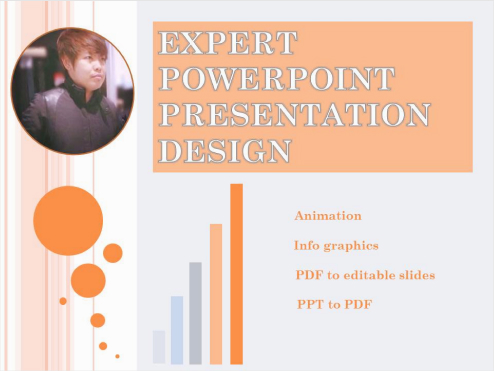 EXPERT
POWERPOINT
PRESENTATION
DESIGN
Animation
Info graphics
PDF to editable slides
PPT to PDF